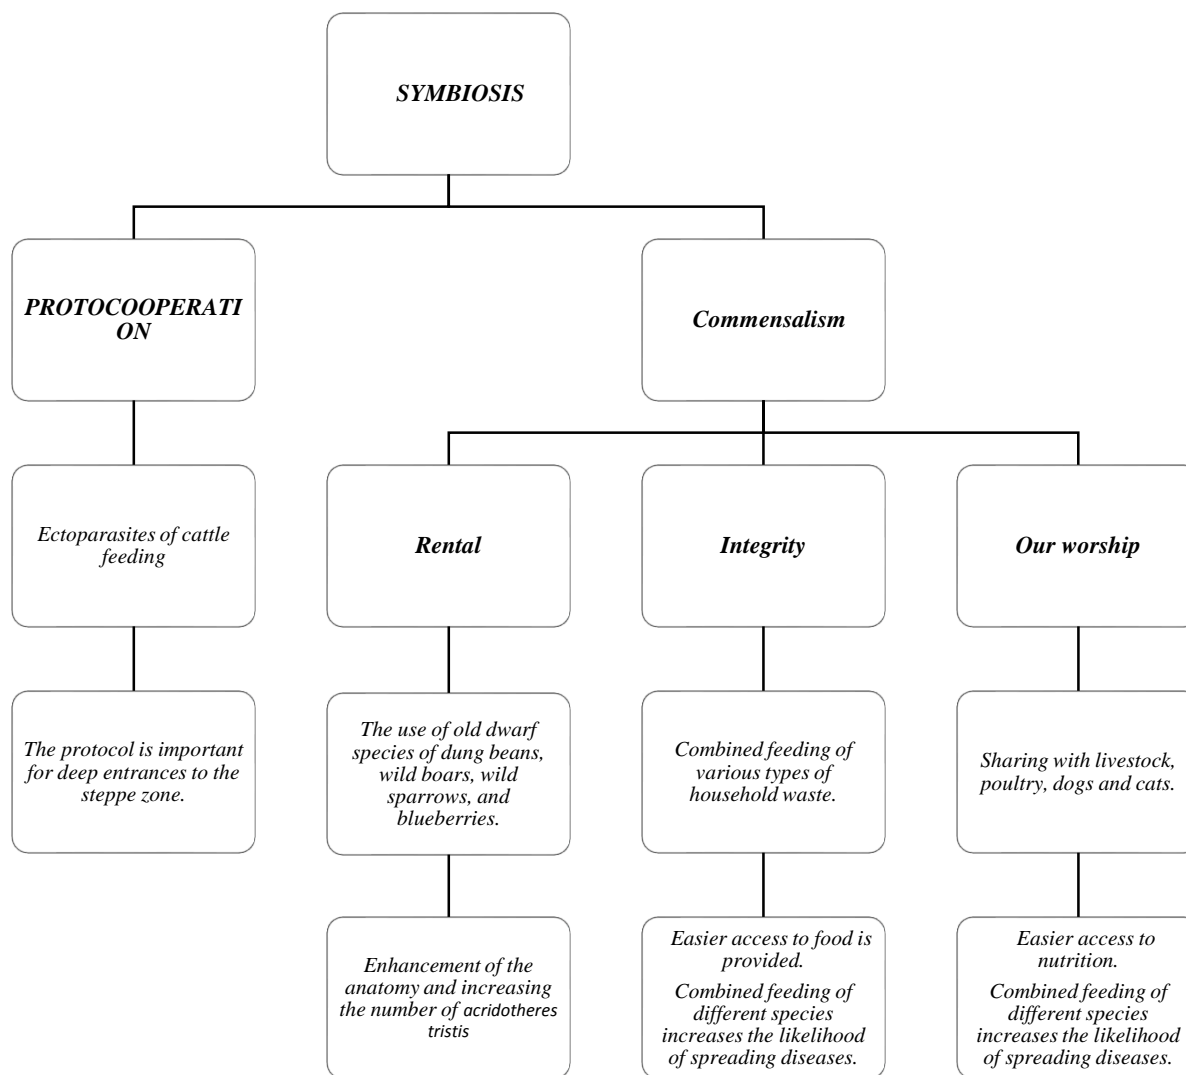 SYMBIOSIS
PROTOCOOPERATI
ON
Commensalism
Ectoparasites of cattle
feeding
Rental
Integrity
Our worship
The protocol is important
for deep entrances to the
steppe zone.
The use of old dwarf
species of dung beans,
wild boars, wild
sparrows, and
blueberries.
Combined feeding of
various types of
household waste.
Sharing with livestock,
poultry, dogs and cats.
Enhancement of the
anatomy and increasing
the number of acridotheres
tristis
Easier access to food is
provided.
Combined feeding of
different species
increases the likelihood
of spreading diseases.
Easier access to
nutrition.
Combined feeding of
different species
increases the likelihood
of spreading diseases.